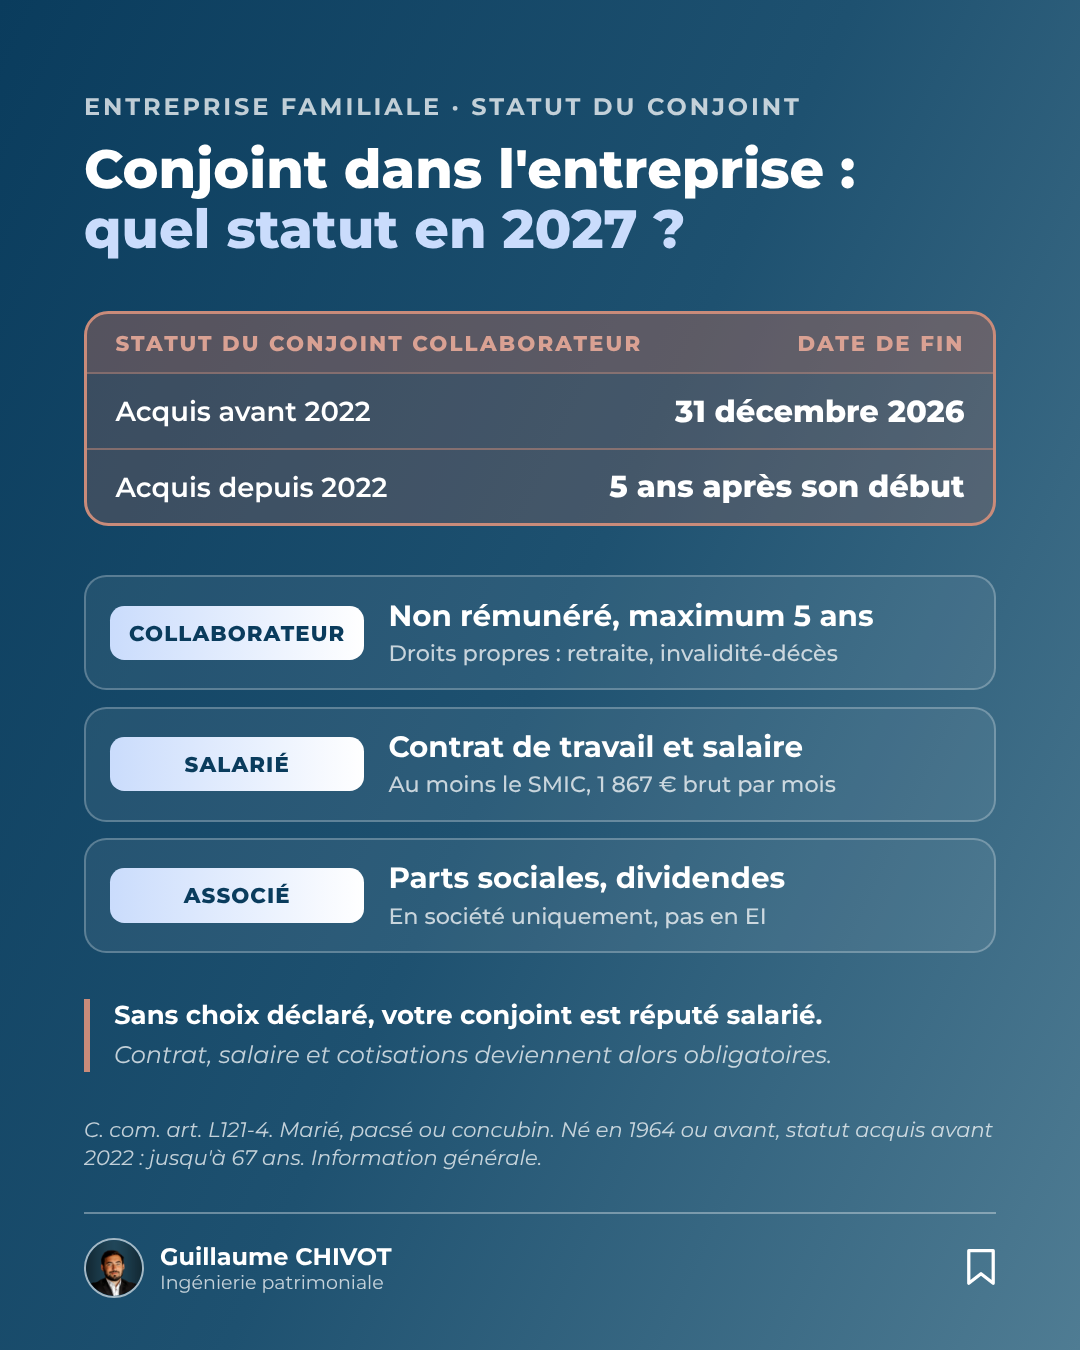 ENTREPRISE FAMILIALE · STATUT DU CONJOINT
Conjoint dans l'entreprise :
quel statut en 2027 ?
STATUT DU CONJOINT COLLABORATEUR DATE DE FIN
Acquis avant 2022 31 décembre 2026
Acquis depuis 2022 5 ans après son début
COLLABORATEUR
Non rémunéré, maximum 5 ans
Droits propres : retraite, invalidité-décès
SALARIÉ
Contrat de travail et salaire
Au moins le SMIC, 1 867 € brut par mois
ASSOCIÉ
Parts sociales, dividendes
En société uniquement, pas en EI
Sans choix déclaré, votre conjoint est réputé salarié.
Contrat, salaire et cotisations deviennent alors obligatoires.
C. com. art. L121-4. Marié, pacsé ou concubin. Né en 1964 ou avant, statut acquis avant
2022 : jusqu'à 67 ans. Information générale.
Guillaume CHIVOT
Ingénierie patrimoniale